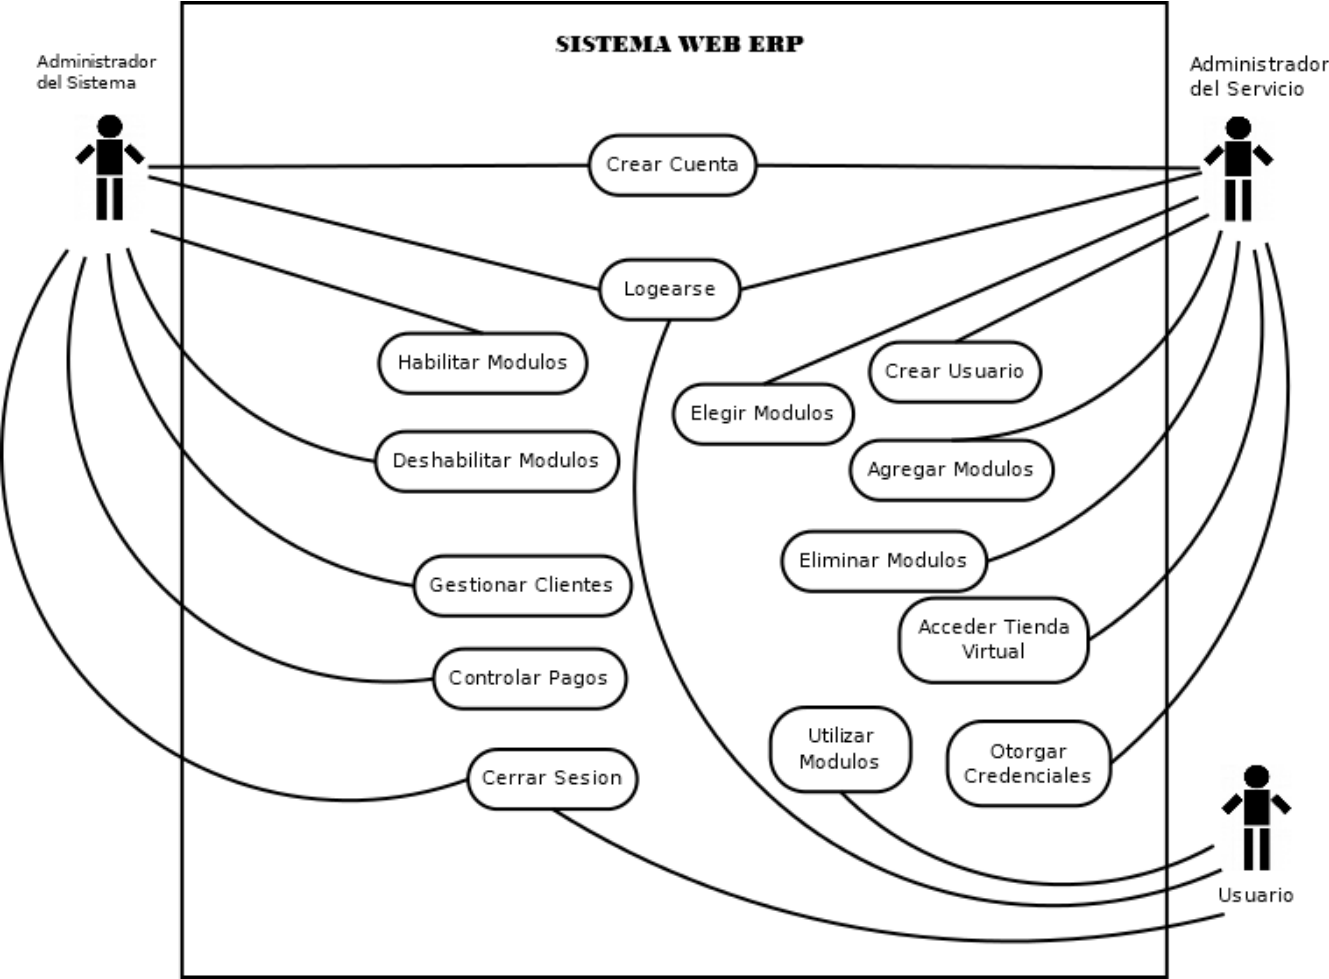 SISTEMA WEB ERP
Administrador
del Sistema
Administrador
del Servicio
Crear Cuenta
Logearse
Habilitar Modulos
Crear Usuario
Elegir Modulos
Deshabilitar Modulos
Agregar Modulos
Eliminar Modulos
Gestionar Clientes
Acceder Tienda
Virtual
Controlar Pagos
Utilizar
Modulos
Otorgar
Credenciales
Cerrar Sesion
Usuario